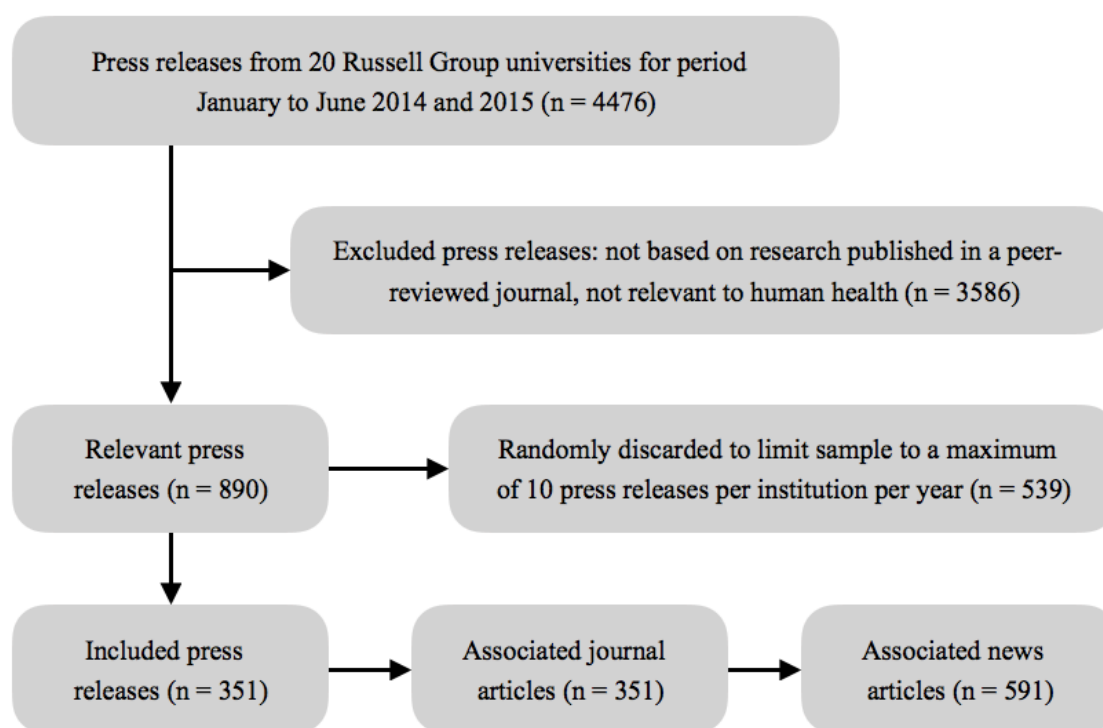 Press releases from 20 Russell Group universities for period
January to June 2014 and 2015 (n = 4476)
Excluded press releases: not based on research published in a peer-
reviewed journal, not relevant to human health (n = 3586)
Relevant press
releases (n = 890)
Randomly discarded to limit sample to a maximum
of 10 press releases per institution per year (n = 539)
Included press
releases (n = 351)
Associated journal
articles (n = 351)
Associated news
articles (n = 591)